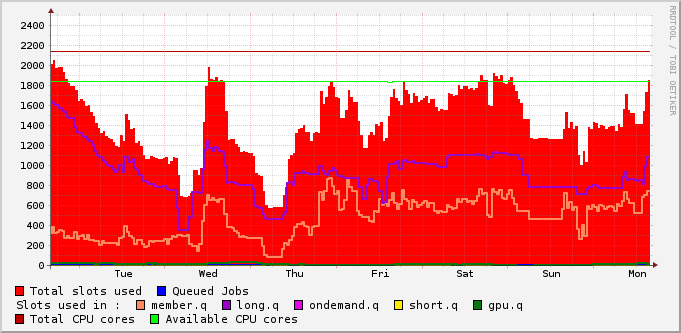 RRDTOOL / TOBI OETIKER
2400
2200
2000
1800
1600
1400
1200
1000
800
600
400
200
0
Tue Wed Thu Fri Sat Sun Mon
Total slots used Queued Jobs
Slots used in : member.q long.q ondemand.q short.q gpu.q
Total CPU cores Available CPU cores